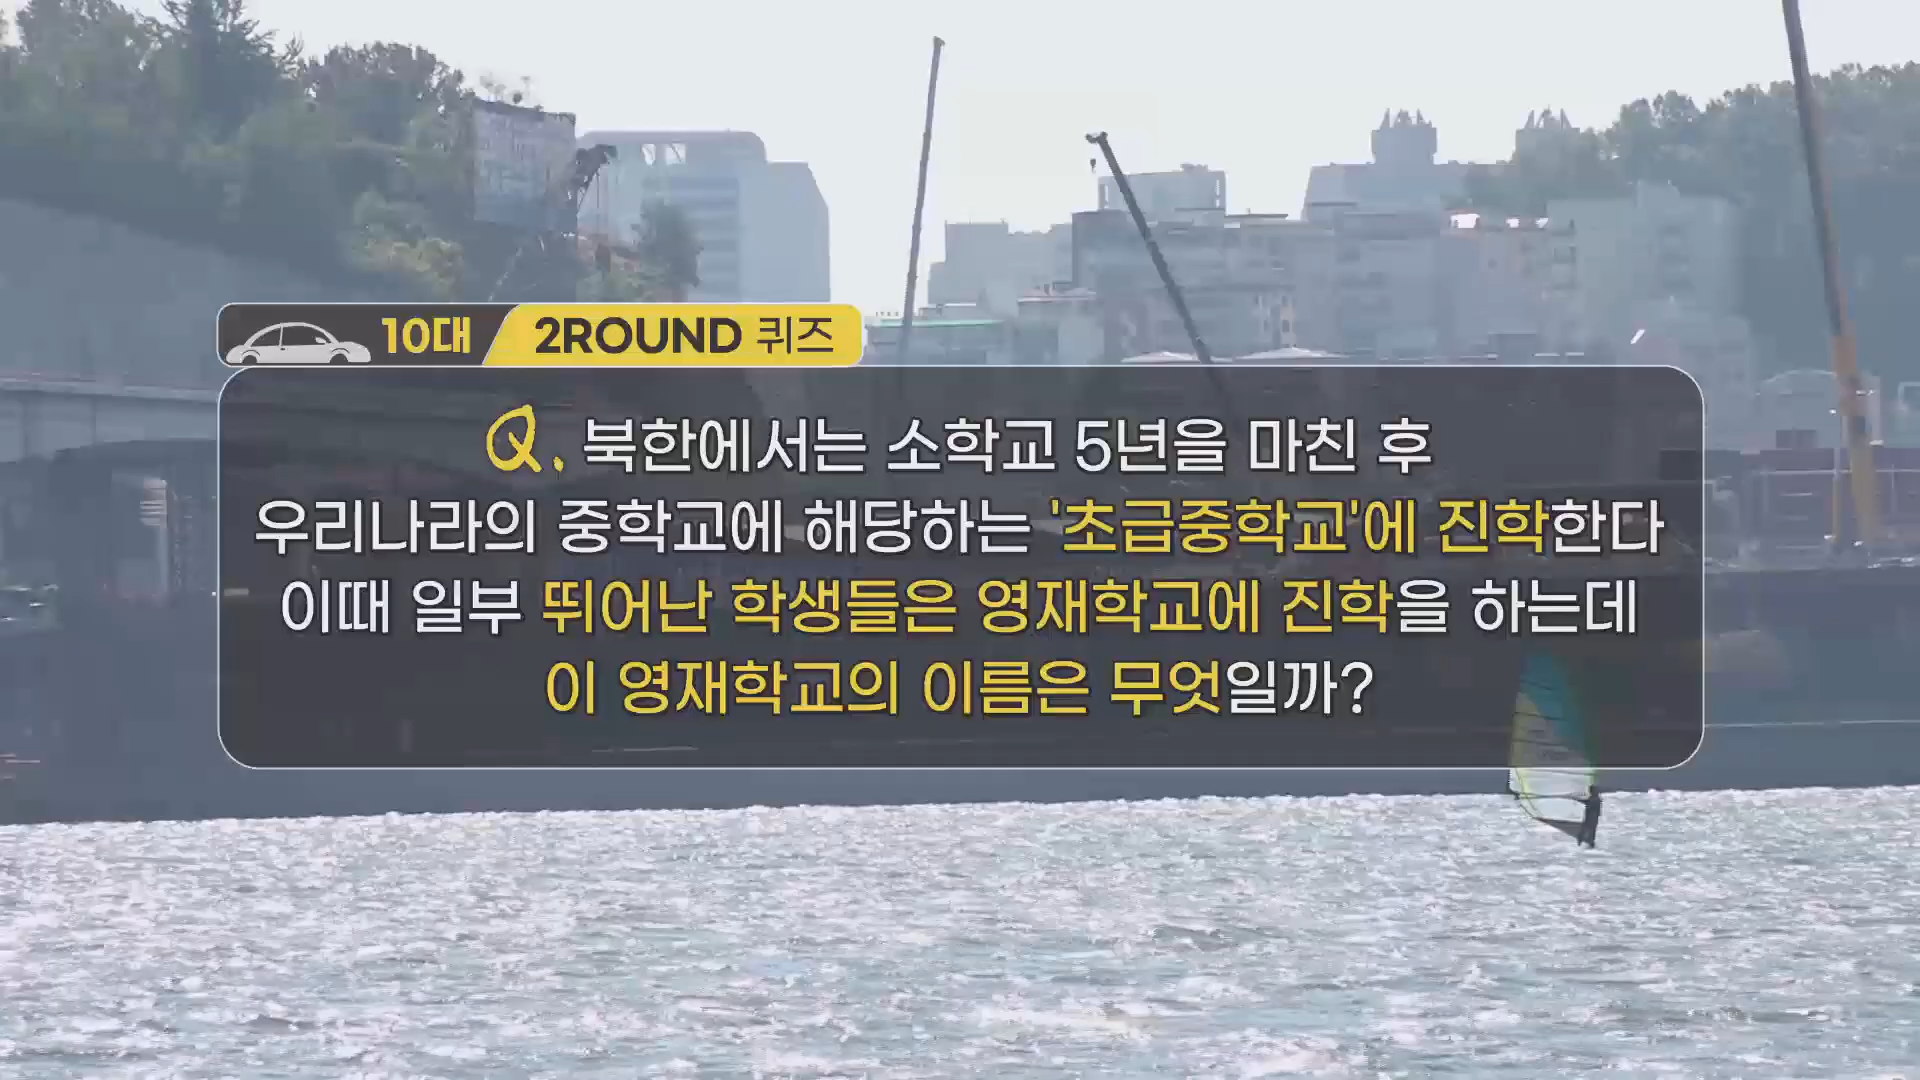 10대 2ROUND 퀴즈
Q. 북한에서는 소학교 5년을 마친 후
우리나라의 중학교에 해당하는 '초급중학교'에 진학한다
이때 일부 뛰어난 학생들은 영재학교에 진학을 하는데
이 영재학교의 이름은 무엇일까?